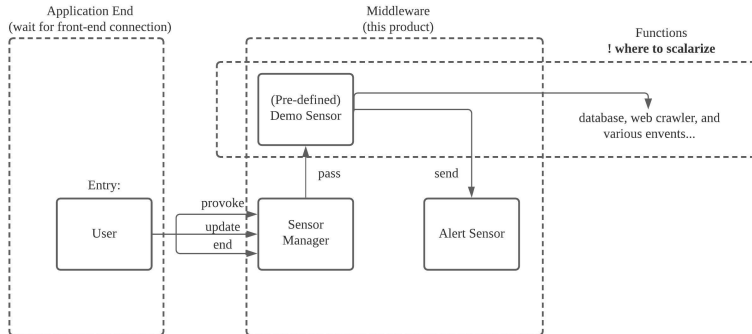 Application End
(wait for front-end connection)
Middleware
(this product)
Functions
! where to scalarize
(Pre-defined)
Demo Sensor
database, web crawler, and
various envents...
pass
send
Entry:
User
provoke
update
end
Sensor
Manager
Alert Sensor